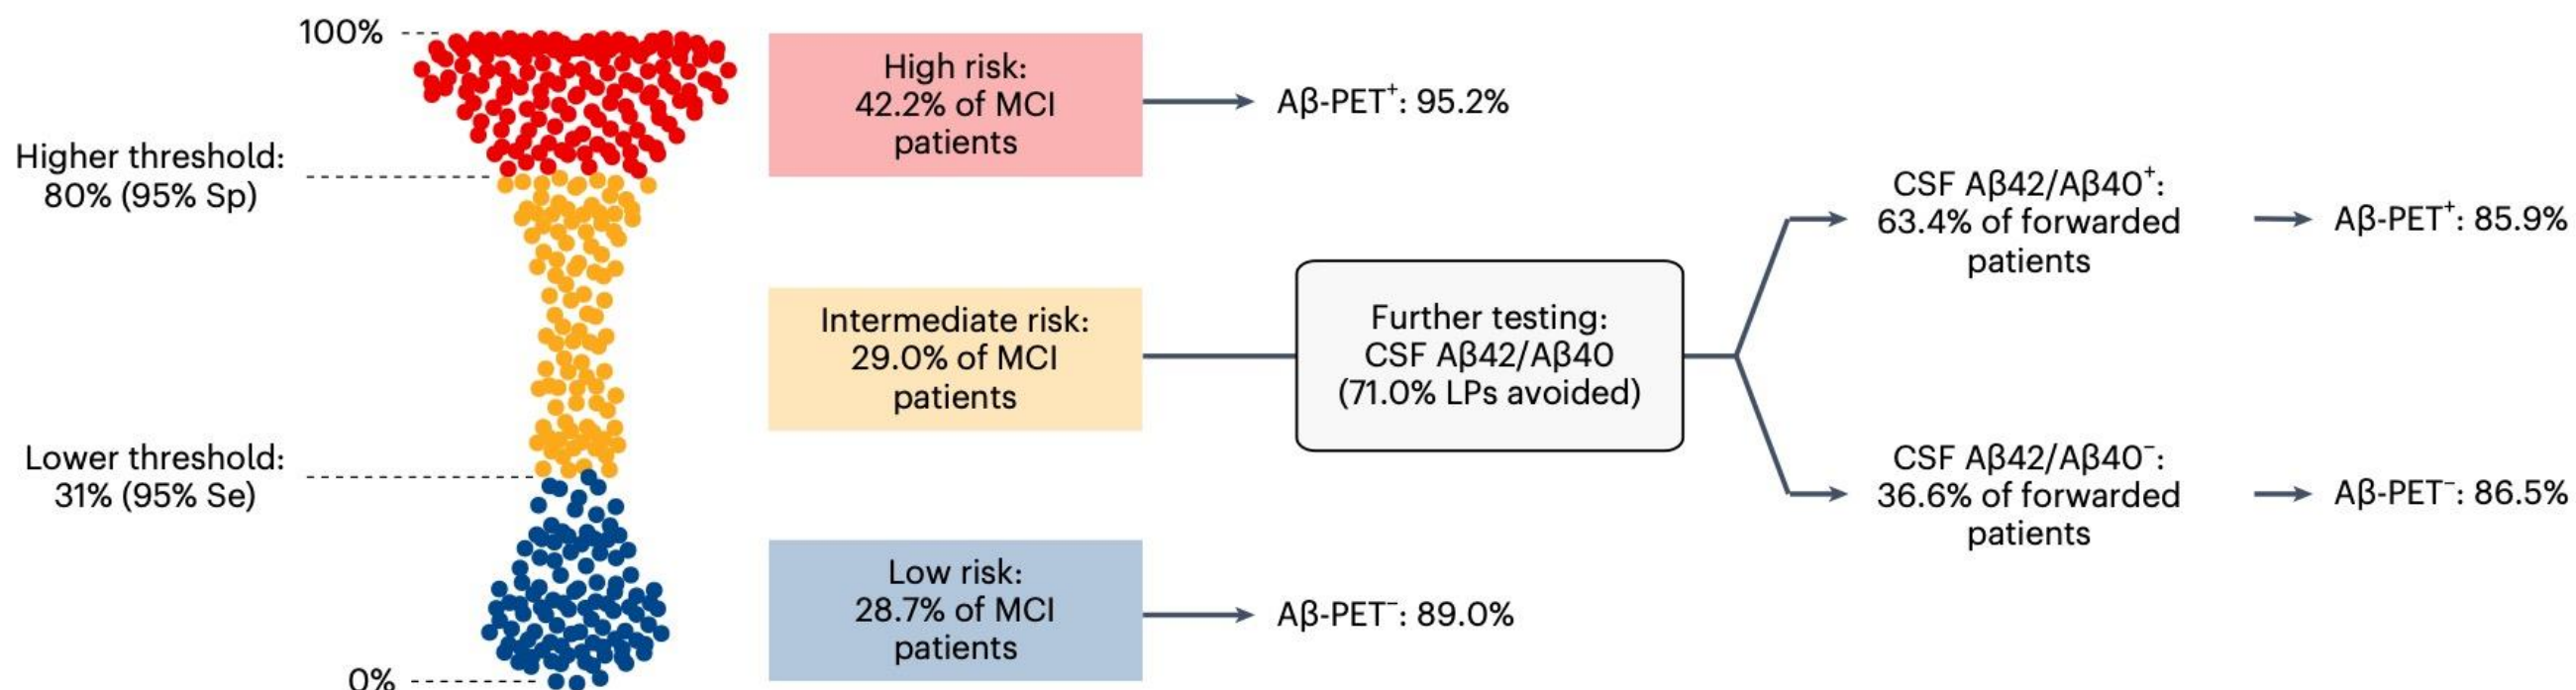 100%
Higher threshold:
80% (95% Sp)
Lower threshold:
31% (95% Se)
0%
High risk:
42.2% of MCI
patients
Aβ-PET⁺: 95.2%
Intermediate risk:
29.0% of MCI
patients
Further testing:
CSF Aβ42/Aβ40
(71.0% LPs avoided)
CSF Aβ42/Aβ40⁺:
63.4% of forwarded
patients
Aβ-PET⁺: 85.9%
CSF Aβ42/Aβ40⁻:
36.6% of forwarded
patients
Aβ-PET⁻: 86.5%
Low risk:
28.7% of MCI
patients
Aβ-PET⁻: 89.0%